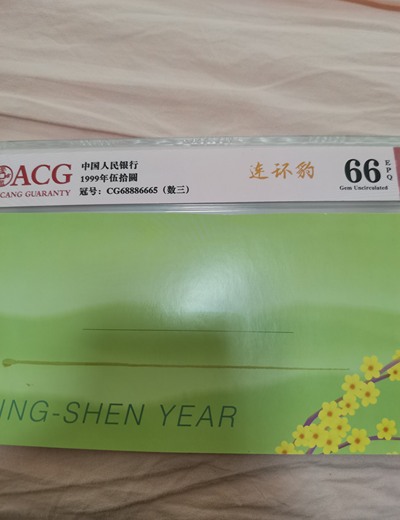 ACG
CANG GUARANTY
中国人民银行
1999年伍拾圆
冠号：CG68886665（数三）
连环豹
66 EPQ
Gem Uncirculated
ING-SHEN YEAR